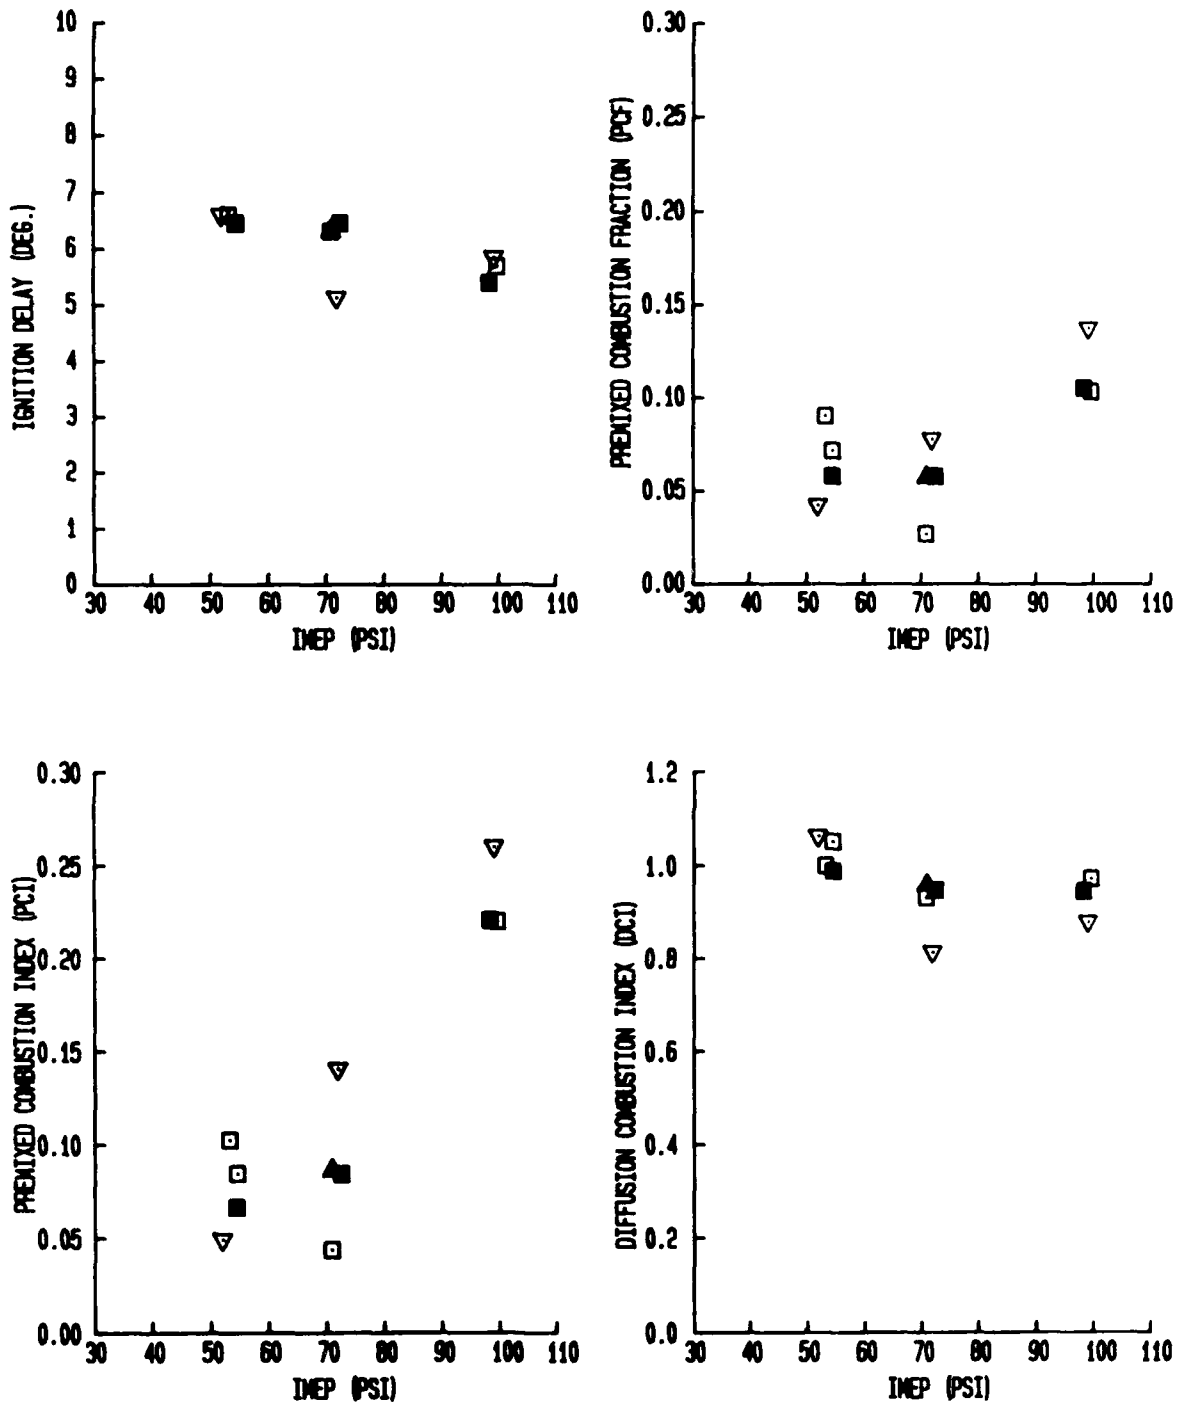 10
9
8
7
6
5
4
3
2
1
0
IGNITION DELAY (DEG.)
30 40 50 60 70 80 90 100 110
IMEP (PSI)
0.30
0.25
0.20
0.15
0.10
0.05
0.00
PREMIXED COMBUSTION FRACTION (PCF)
30 40 50 60 70 80 90 100 110
IMEP (PSI)
0.30
0.25
0.20
0.15
0.10
0.05
0.00
PREMIXED COMBUSTION INDEX (PCI)
30 40 50 60 70 80 90 100 110
IMEP (PSI)
1.2
1.0
0.8
0.6
0.4
0.2
0.0
DIFFUSION COMBUSTION INDEX (DCI)
30 40 50 60 70 80 90 100 110
IMEP (PSI)